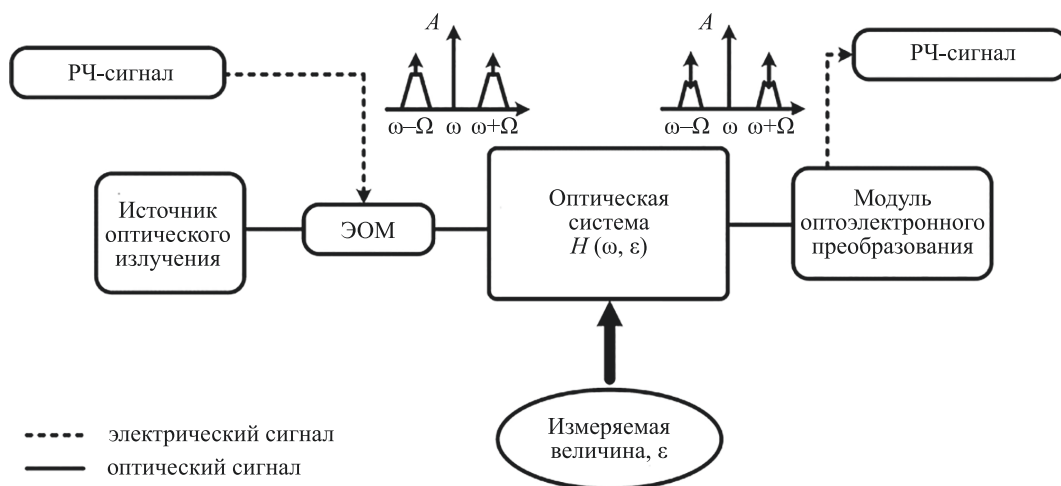 РЧ-сигнал
A
ω–Ω ω ω+Ω
A
ω–Ω ω ω+Ω
РЧ-сигнал
Источник
оптического
излучения
ЭОМ
Оптическая
система
H (ω, ε)
Модуль
оптоэлектронного
преобразования
Измеряемая
величина, ε
электрический сигнал
оптический сигнал